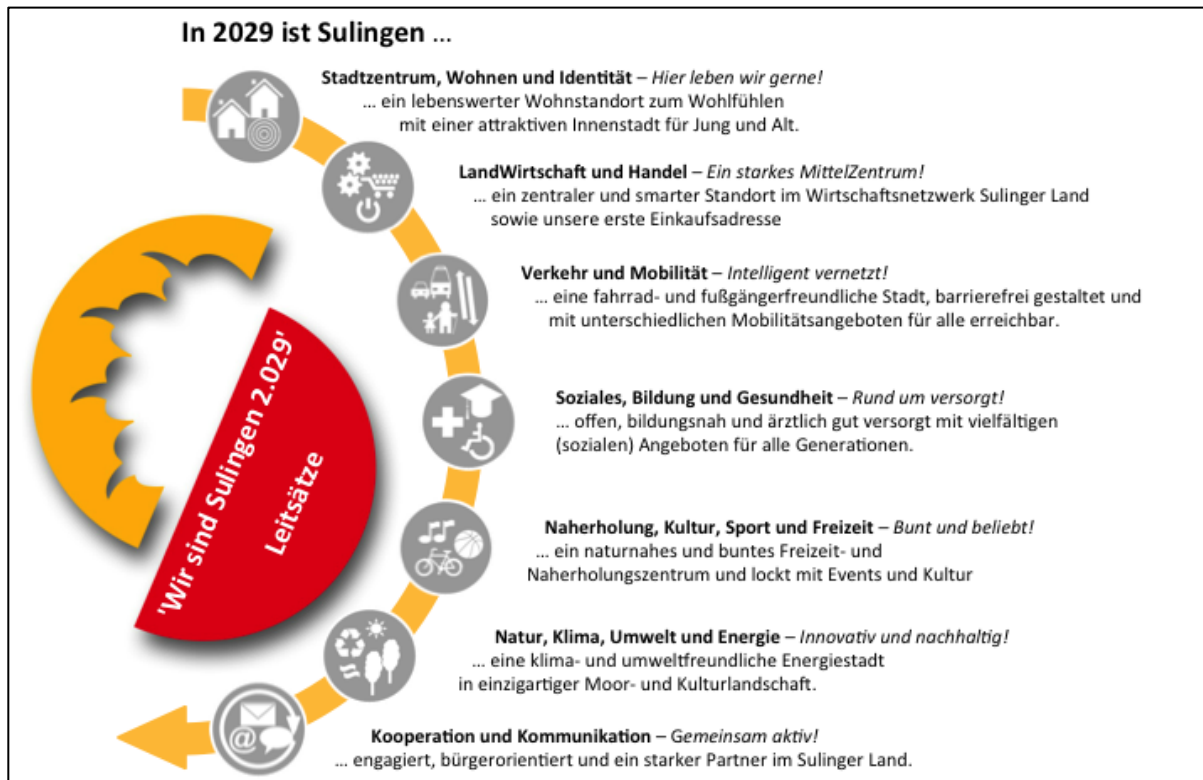 In 2029 ist Sulingen ...
Stadtzentrum, Wohnen und Identität – Hier leben wir gerne!
... ein lebenswerter Wohnstandort zum Wohlfühlen
mit einer attraktiven Innenstadt für Jung und Alt.
LandWirtschaft und Handel – Ein starkes MittelZentrum!
... ein zentraler und smarter Standort im Wirtschaftsnetzwerk Sulinger Land
sowie unsere erste Einkaufsadresse
Verkehr und Mobilität – Intelligent vernetzt!
... eine fahrrad- und fußgängerfreundliche Stadt, barrierefrei gestaltet und
mit unterschiedlichen Mobilitätsangeboten für alle erreichbar.
Soziales, Bildung und Gesundheit – Rund um versorgt!
... offen, bildungsnah und ärztlich gut versorgt mit vielfältigen
(sozialen) Angeboten für alle Generationen.
Naherholung, Kultur, Sport und Freizeit – Bunt und beliebt!
... ein naturnahes und buntes Freizeit- und
Naherholungszentrum und lockt mit Events und Kultur
Natur, Klima, Umwelt und Energie – Innovativ und nachhaltig!
... eine klima- und umweltfreundliche Energiestadt
in einzigartiger Moor- und Kulturlandschaft.
Kooperation und Kommunikation – Gemeinsam aktiv!
... engagiert, bürgerorientiert und ein starker Partner im Sulinger Land.
'Wir sind Sulingen 2.029'
Leitsätze
@